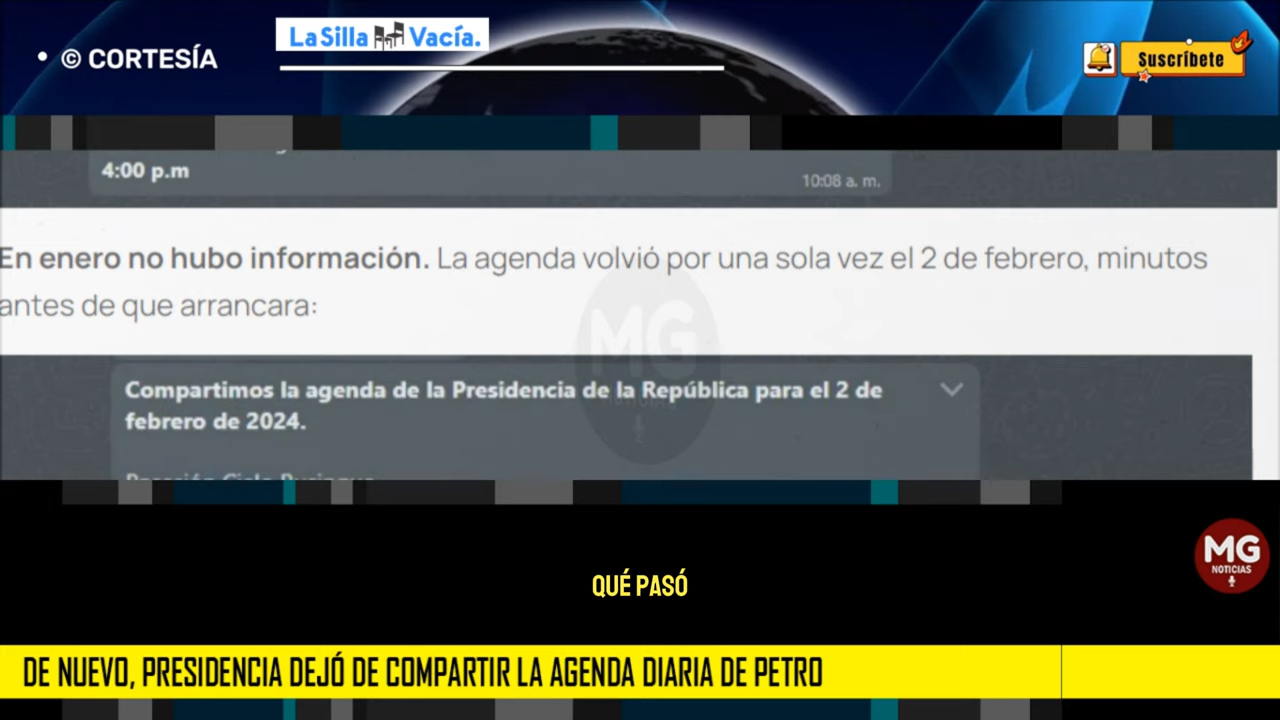 • © CORTESÍA
La Silla Vacía.
Suscríbete
4:00 p.m
10:08 a. m.
En enero no hubo información. La agenda volvió por una sola vez el 2 de febrero, minutos
antes de que arrancara:
MG
Compartimos la agenda de la Presidencia de la República para el 2 de
febrero de 2024.
QUÉ PASÓ
MG
NOTICIAS
DE NUEVO, PRESIDENCIA DEJÓ DE COMPARTIR LA AGENDA DIARIA DE PETRO